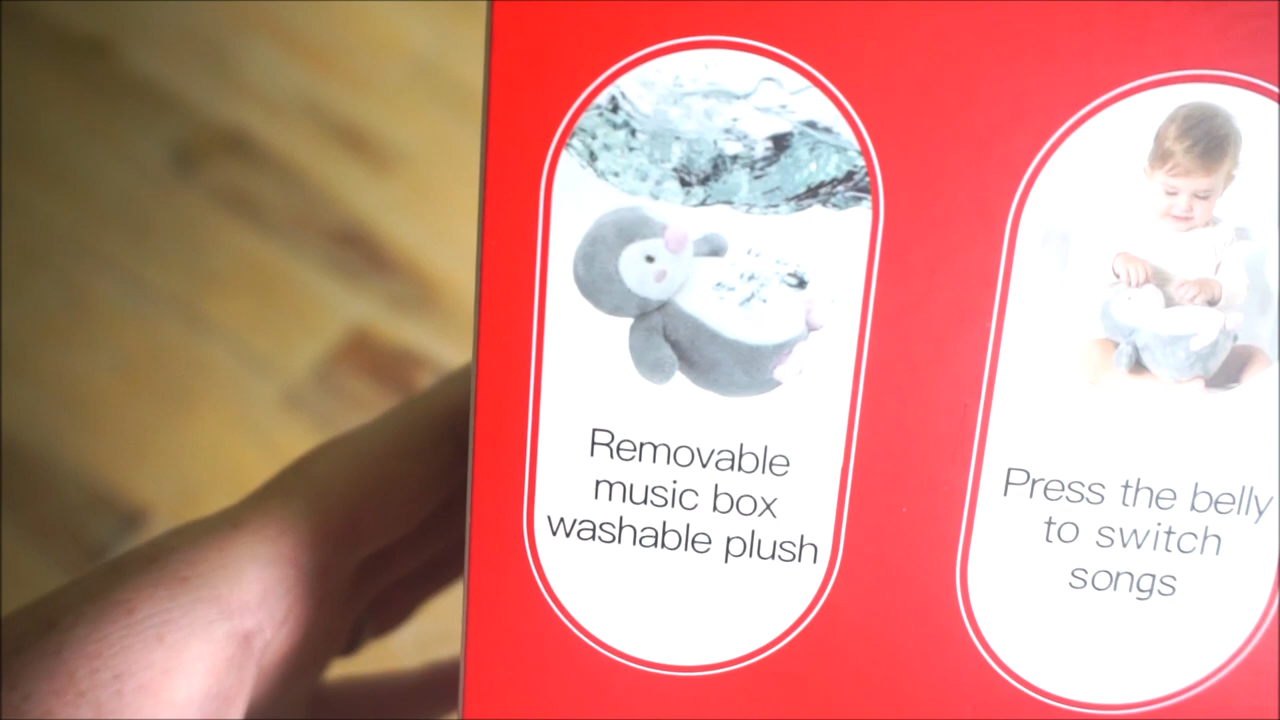 Removable
music box
washable plush
Press the belly
to switch
songs